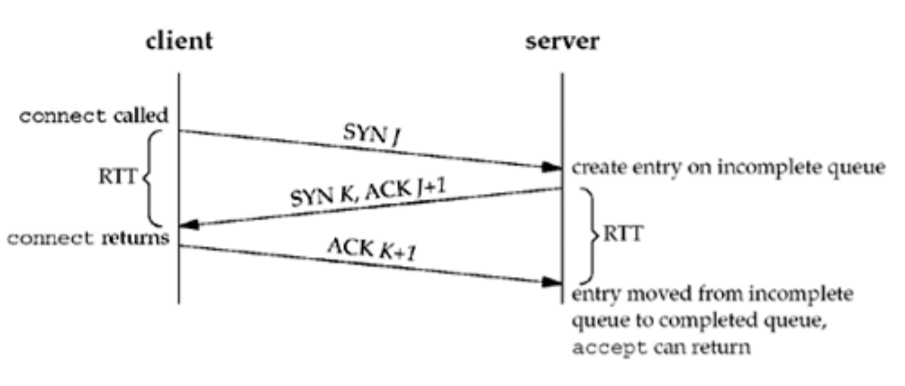 client
server
connect called
SYN J
create entry on incomplete queue
RTT
SYN K, ACK J+1
connect returns
RTT
ACK K+1
entry moved from incomplete
queue to completed queue,
accept can return